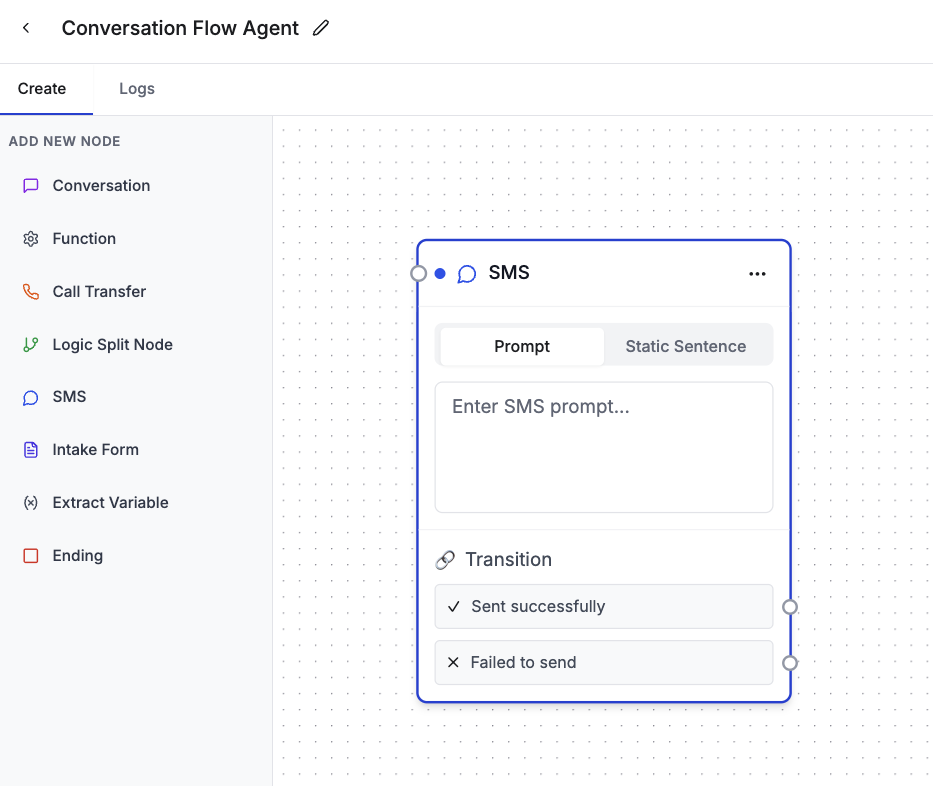 Conversation Flow Agent
Create
Logs
ADD NEW NODE
Conversation
Function
Call Transfer
Logic Split Node
SMS
Intake Form
Extract Variable
Ending
SMS
Prompt
Static Sentence
Enter SMS prompt...
Transition
Sent successfully
Failed to send